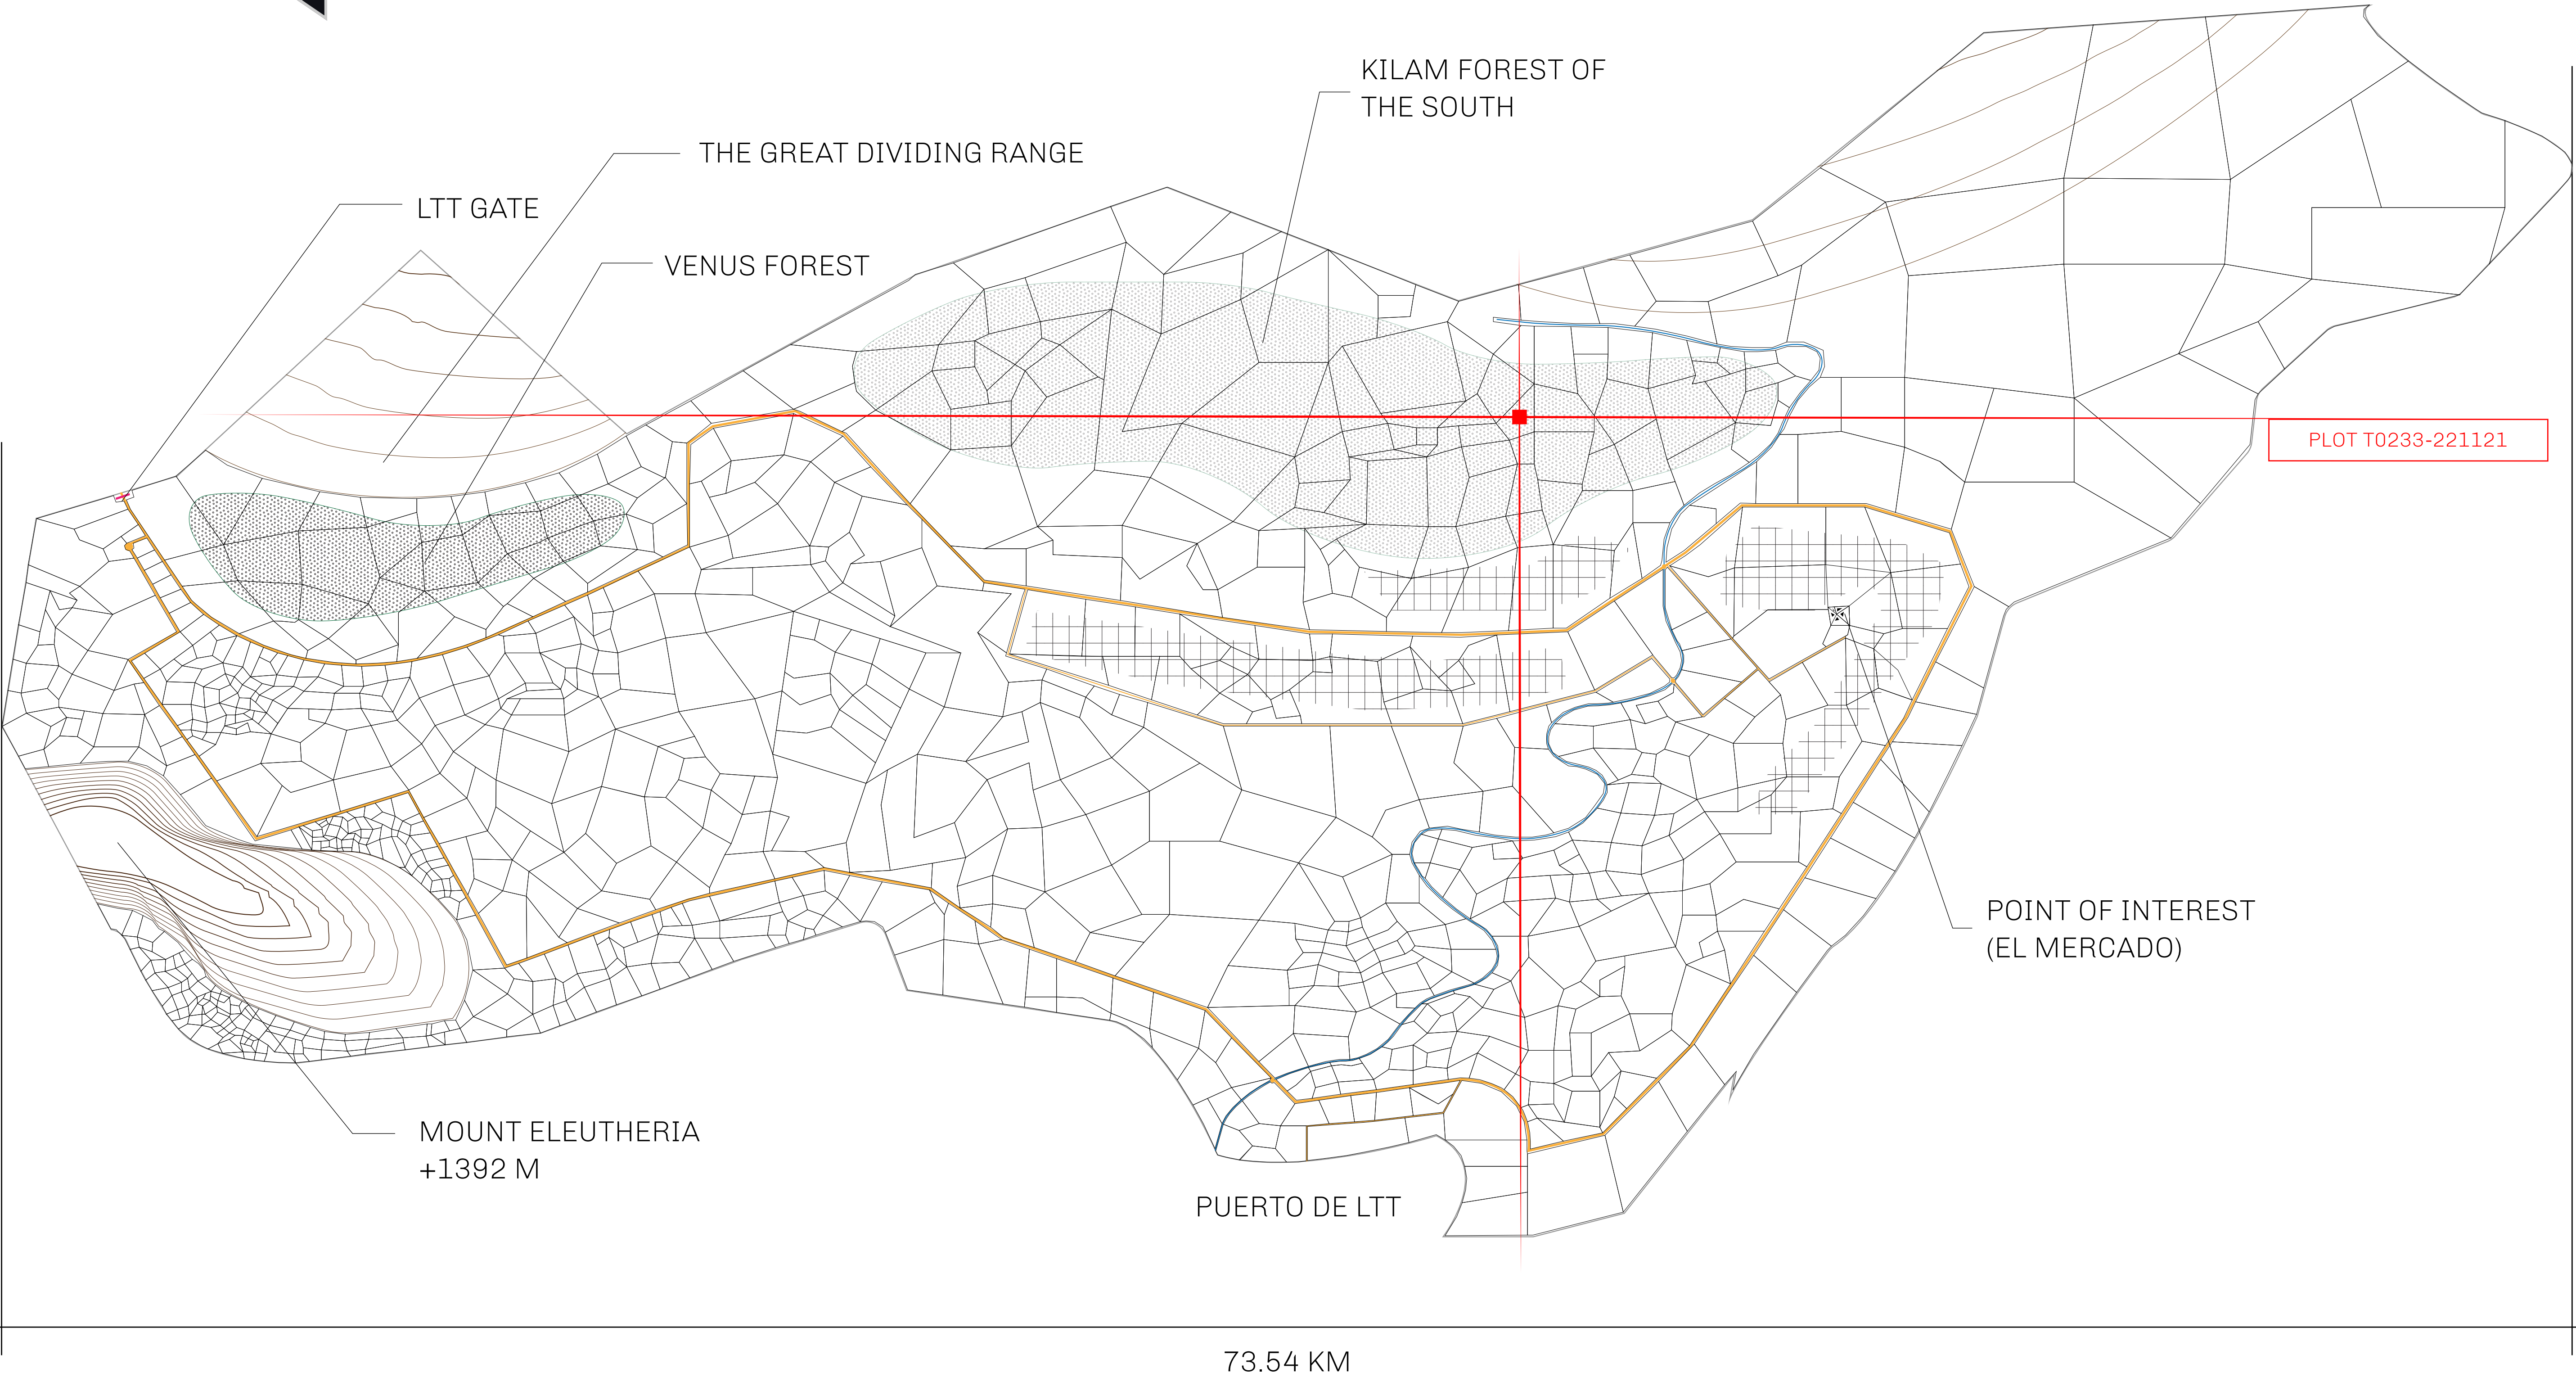 KILAM FOREST OF
THE SOUTH
THE GREAT DIVIDING RANGE
LTT GATE
VENUS FOREST
PLOT T0233-221121
POINT OF INTEREST
(EL MERCADO)
MOUNT ELEUTHERIA
+1392 M
PUERTO DE LTT
73.54 KM